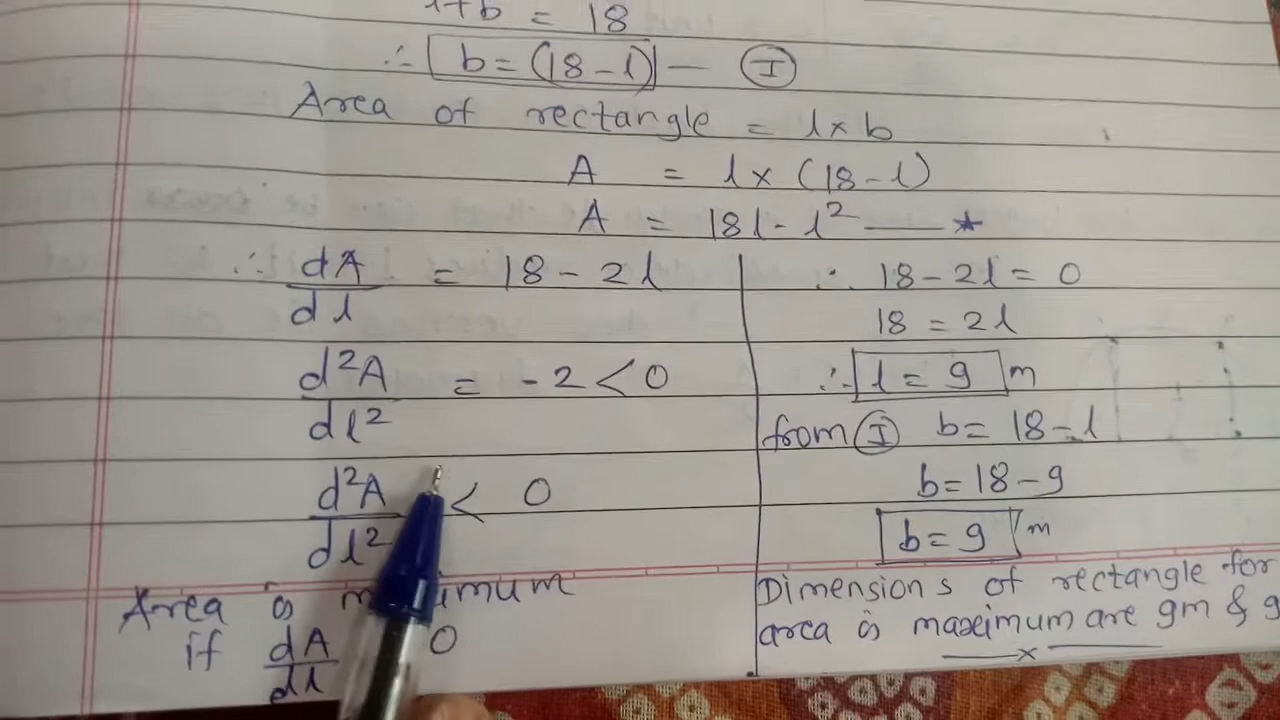 l+b = 18
∴ b = (18 - l) — I
Area of rectangle = l × b
A = l × (18 - l)
A = 18l - l² — ★
∴ dA/dl = 18 - 2l
d²A/dl² = -2 < 0
d²A/dl² < 0
Area is
if dA/dl 0
∴ 18 - 2l = 0
18 = 2l
∴ l = 9 m
from I b = 18 - l
b = 18 - 9
b = 9 m
Dimensions of rectangle for
area is maximum are 9m & 9
—×—